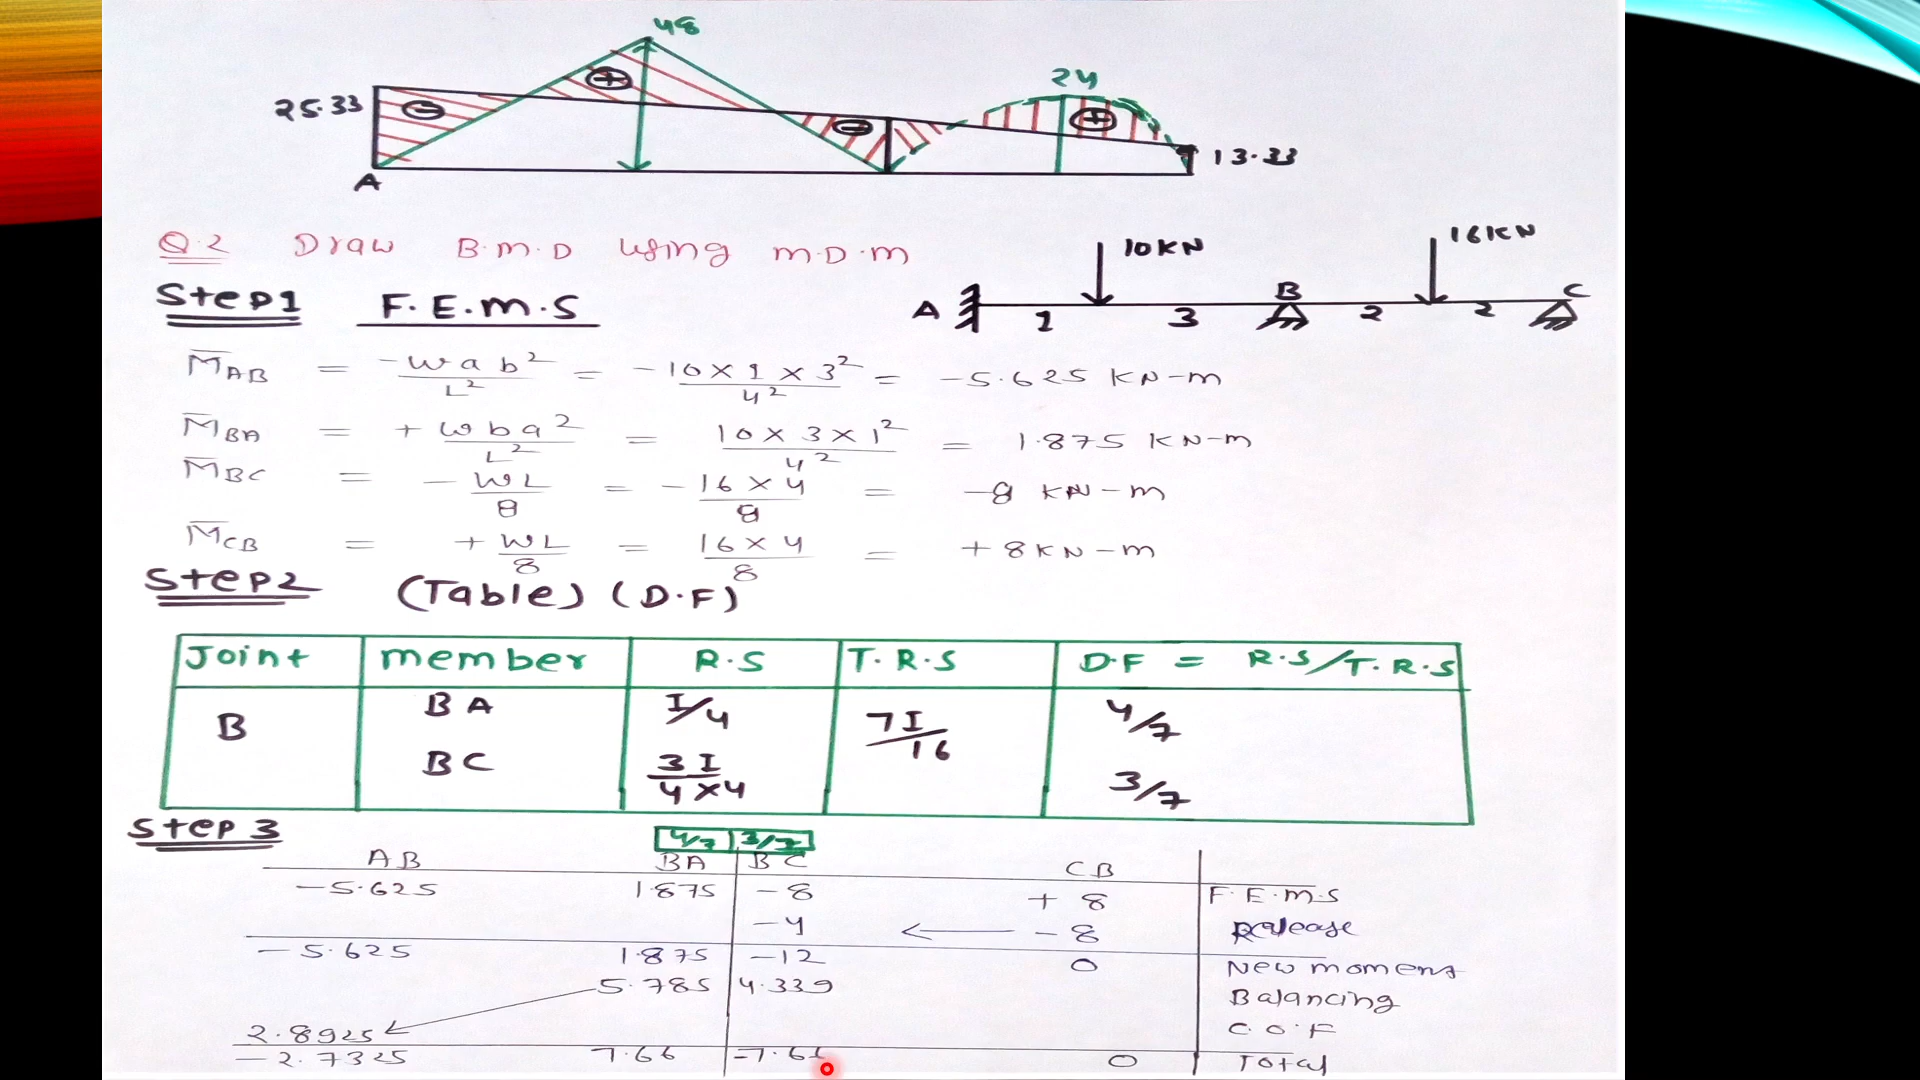 48
25.33
24
13.33
A
Q.2 Draw B.M.D using M.D.M
10KN
16KN
A 1 3 B 2 2 C
Step1 F.E.M.S
M̅AB = -wab²/L² = -10×1×3²/4² = -5.625 KN-m
M̅BA = +wba²/L² = 10×3×1²/4² = 1.875 KN-m
M̅BC = -WL/8 = -16×4/8 = -8 KN-m
M̅CB = +WL/8 = 16×4/8 = +8KN-m
Step2 (Table) (D.F)
Joint member R.S T.R.S D.F = R.S/T.R.S
B BA I/4 7I/16 4/7
BC 3I/4×4 3/7
Step 3
4/7 3/7
AB BA BC CB
-5.625 1.875 -8 +8 F.E.M.S
-4 ← -8 Release
-5.625 1.875 -12 0 New moment
5.785 4.339 Balancing
2.8925 C.O.F
-2.7325 7.66 -7.66 0 Total